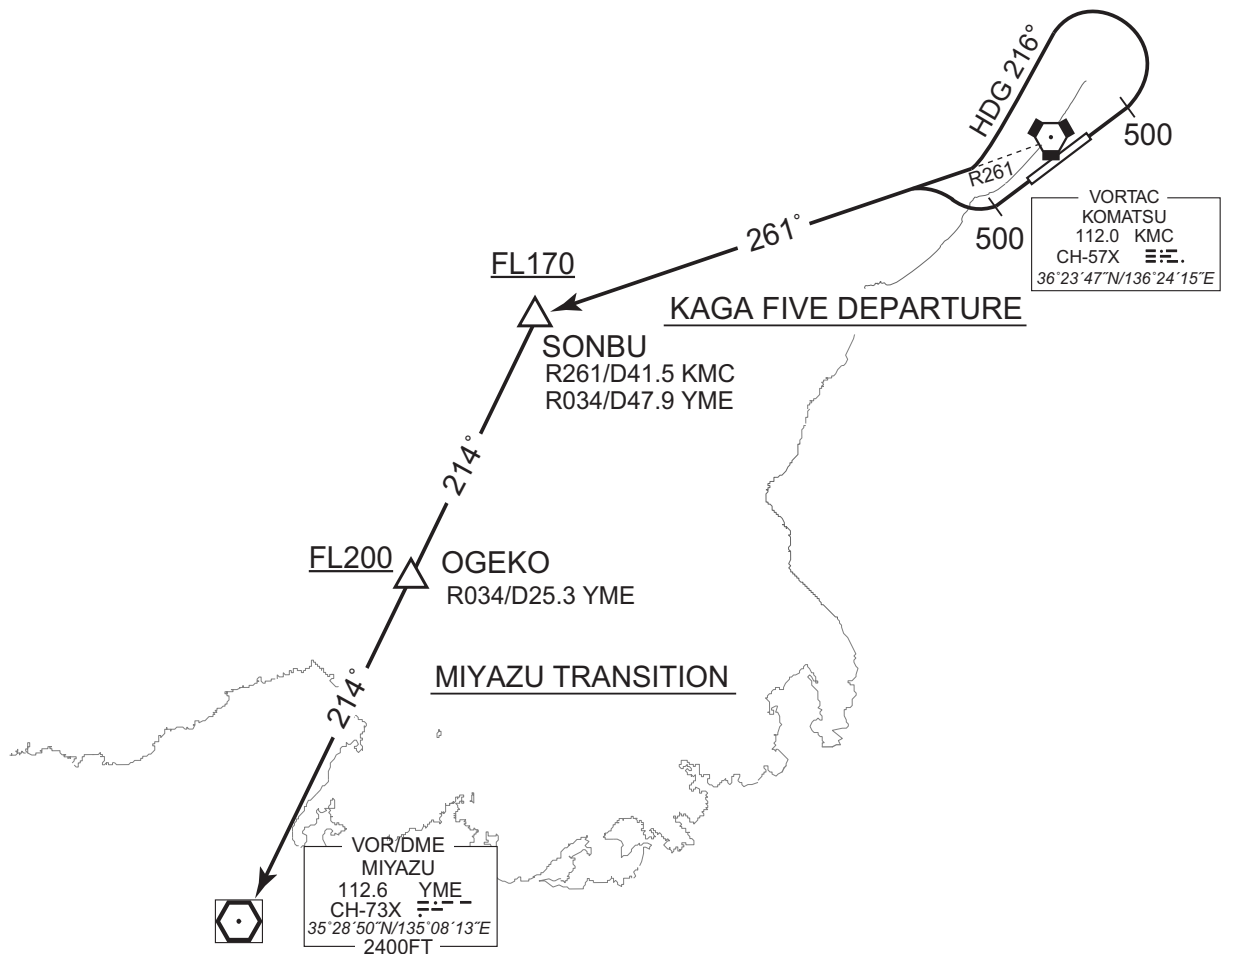 HDG 216°
500
R261
VORTAC
KOMATSU
112.0 KMC
CH-57X
36°23´47˝N/136°24´15˝E
500
261°
FL170
KAGA FIVE DEPARTURE
SONBU
R261/D41.5 KMC
R034/D47.9 YME
214°
FL200
OGEKO
R034/D25.3 YME
MIYAZU TRANSITION
214°
VOR/DME
MIYAZU
112.6 YME
CH-73X
35°28´50˝N/135°08´13˝E
2400FT